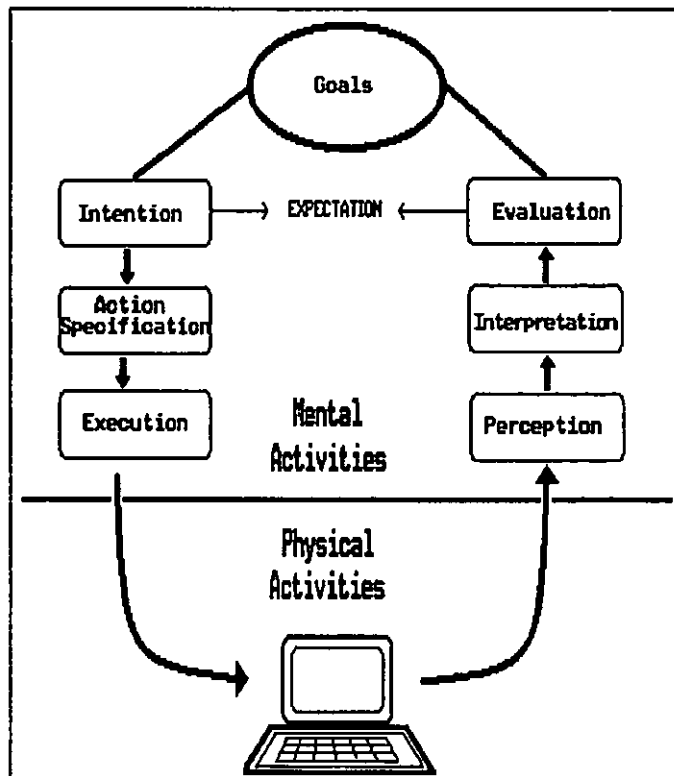 Goals
Intention
EXPECTATION
Evaluation
Action
Specification
Interpretation
Execution
Perception
Mental
Activities
Physical
Activities